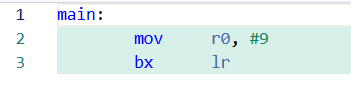 1 main:
2 mov r0, #9
3 bx lr